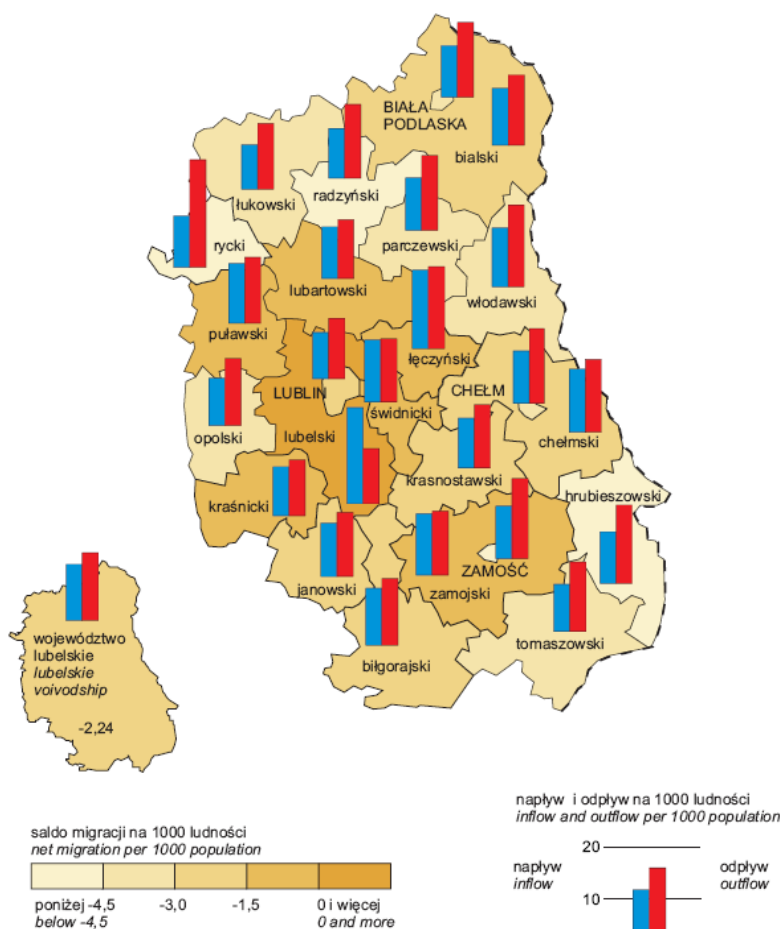 BIAŁA
PODLASKA
bialski
łukowski
radzyński
rycki
parczewski
lubartowski
włodawski
puławski
łęczyński
LUBLIN
CHEŁM
świdnicki
opolski
lubelski
chełmski
krasnostawski
kraśnicki
hrubieszowski
ZAMOŚĆ
janowski
zamojski
tomaszowski
biłgorajski
województwo
lubelskie
lubelskie
voivodship
-2,24
saldo migracji na 1000 ludności
net migration per 1000 population
poniżej -4,5 -3,0 -1,5 0 i więcej
below -4,5 0 and more
napływ i odpływ na 1000 ludności
inflow and outflow per 1000 population
20
napływ odpływ
inflow outflow
10